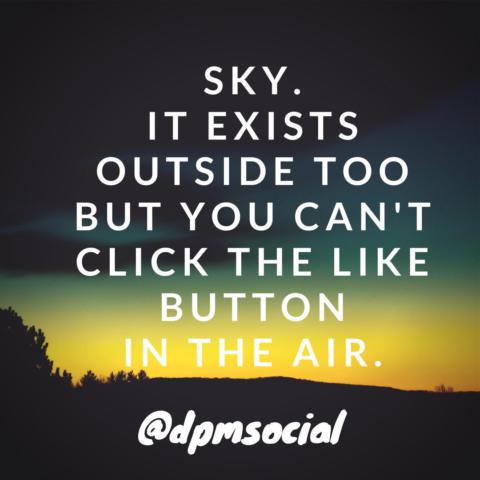 SKY.
IT EXISTS
OUTSIDE TOO
BUT YOU CAN'T
CLICK THE LIKE
BUTTON
IN THE AIR.
@dpmsocial